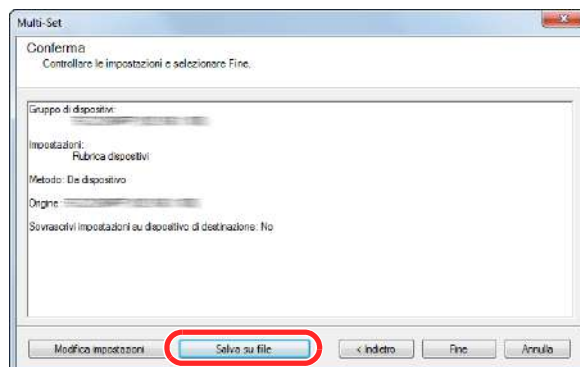 Multi-Set
Conferma
Controllare le impostazioni e selezionare Fine.
Gruppo di dispositivi:
Impostazioni:
Rubrica dispositivi
Metodo: Da dispositivo
Origine:
Sovrascrivi impostazioni su dispositivo di destinazione: No
Modifica impostazioni
Salva su file
< Indietro
Fine
Annulla